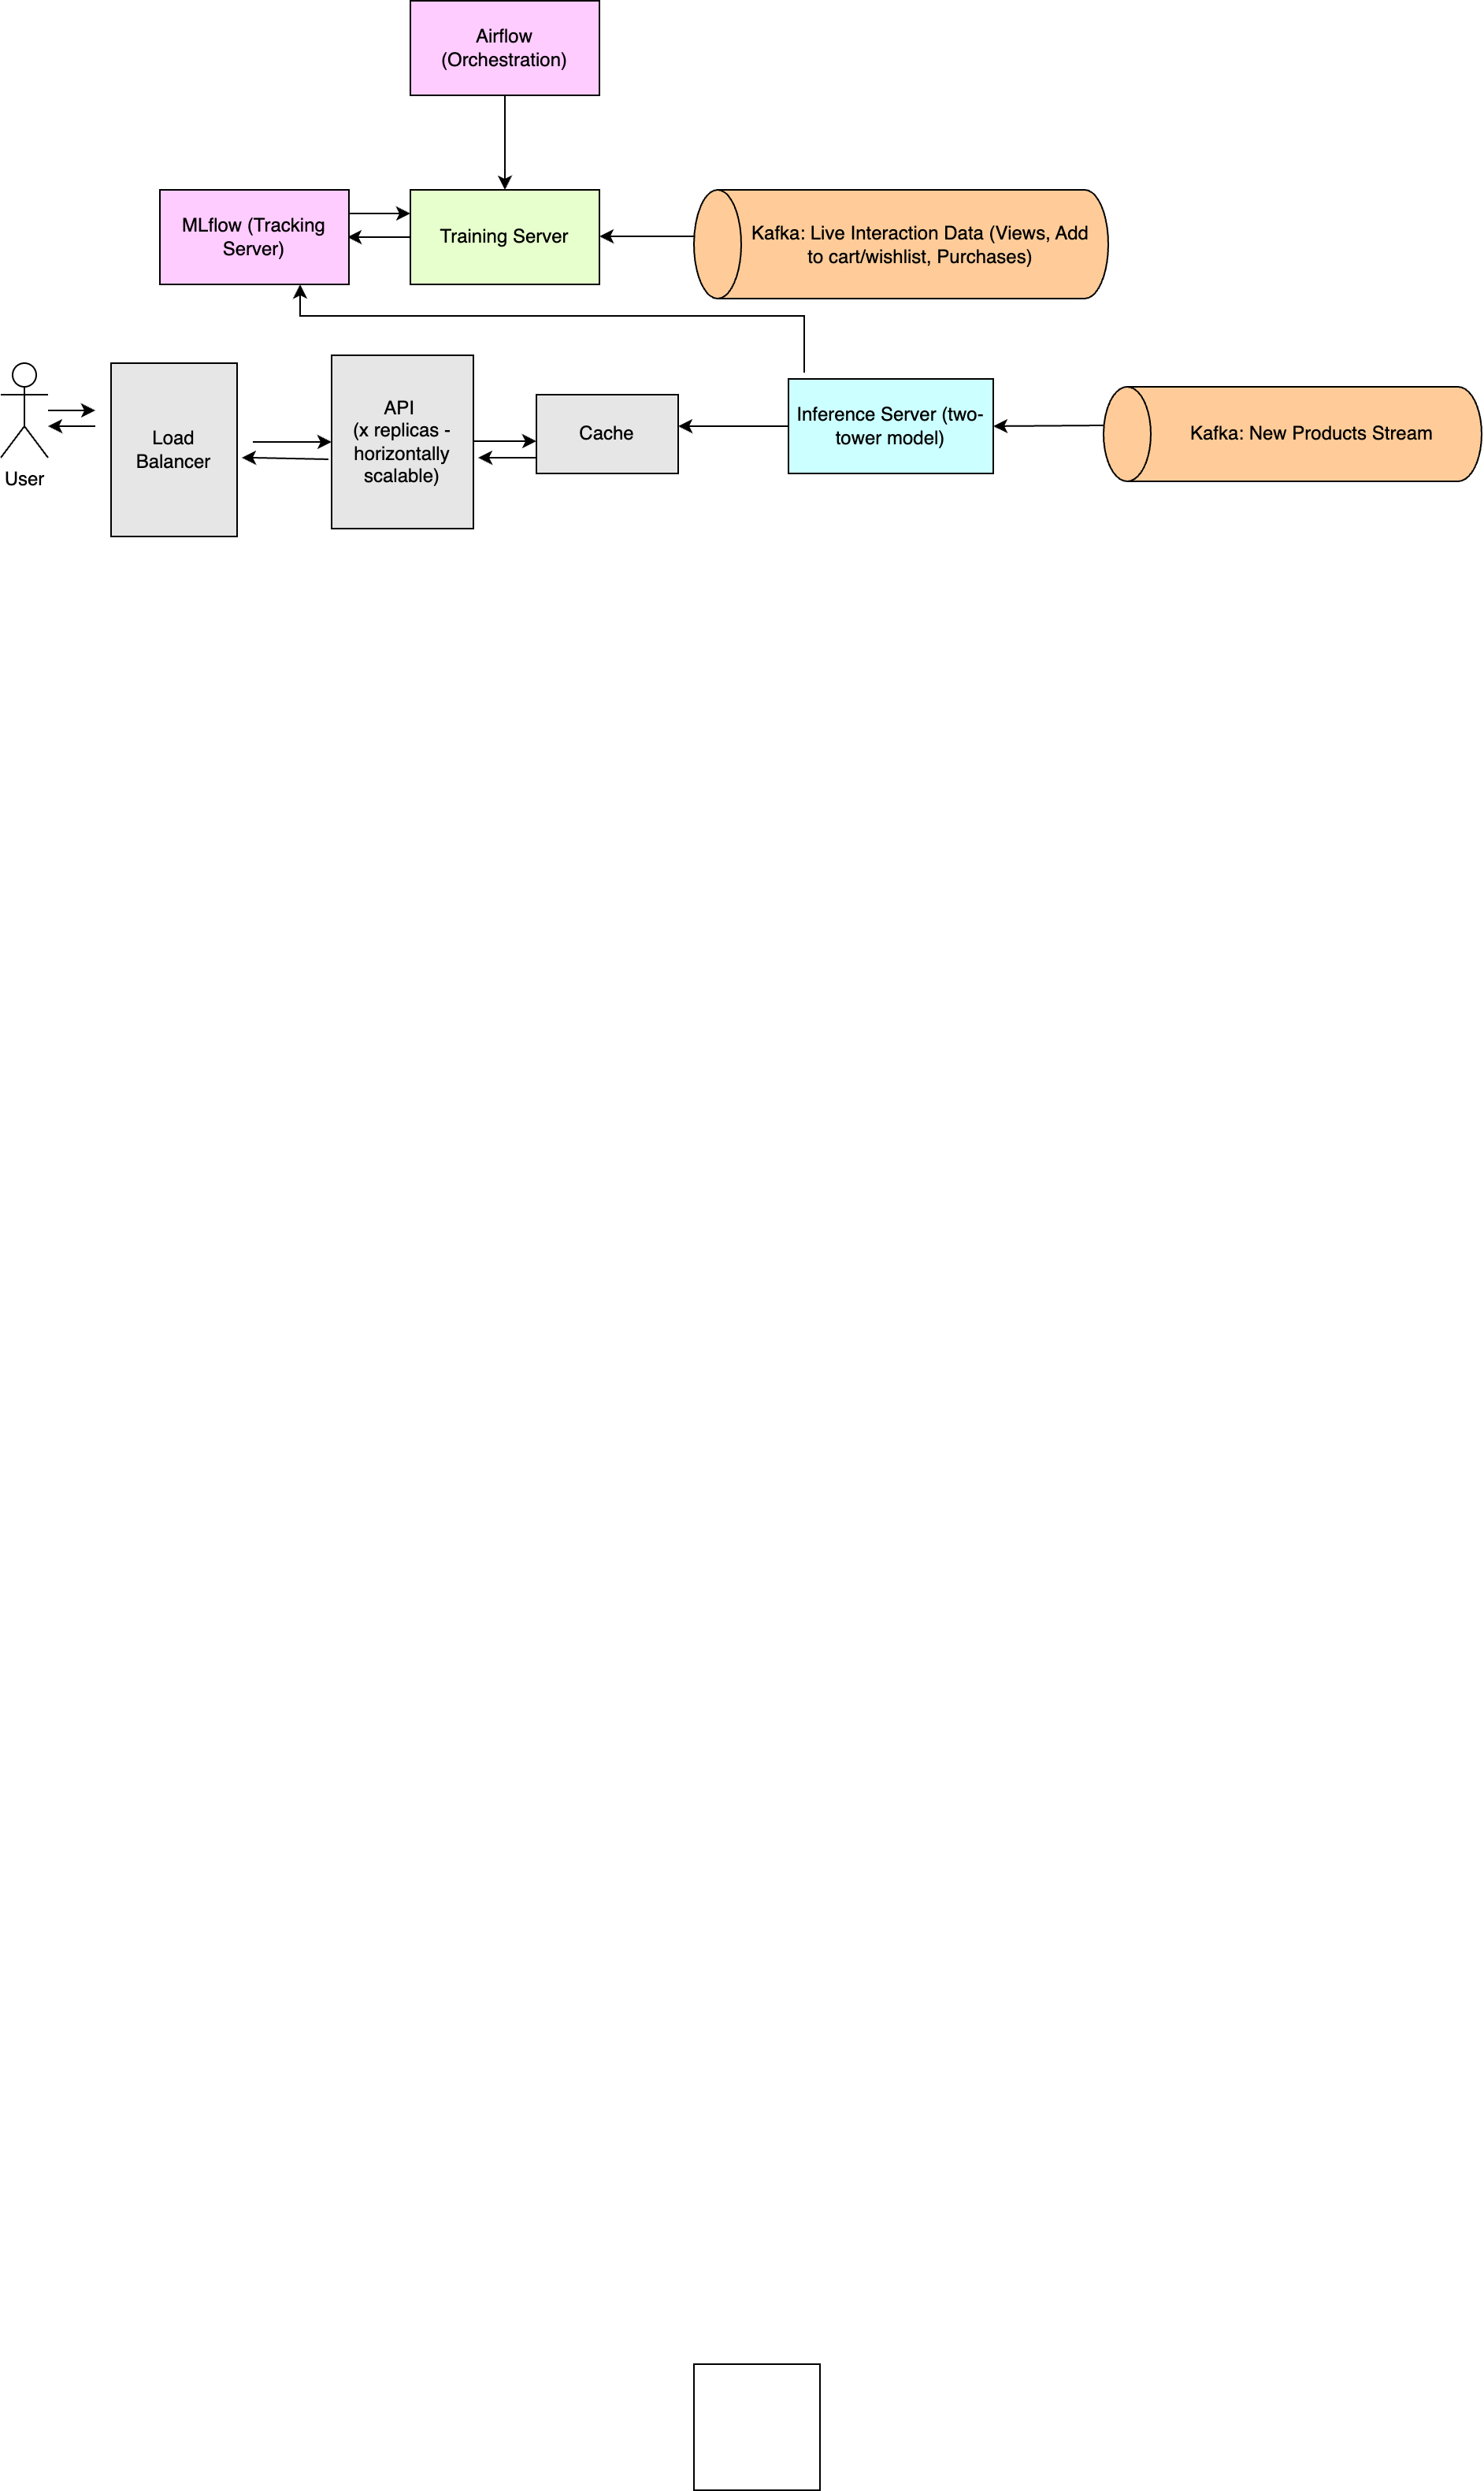 Airflow
(Orchestration)
MLflow (Tracking
Server)
Training Server
Kafka: Live Interaction Data (Views, Add
to cart/wishlist, Purchases)
User
Load
Balancer
API
(x replicas -
horizontally
scalable)
Cache
Inference Server (two-
tower model)
Kafka: New Products Stream